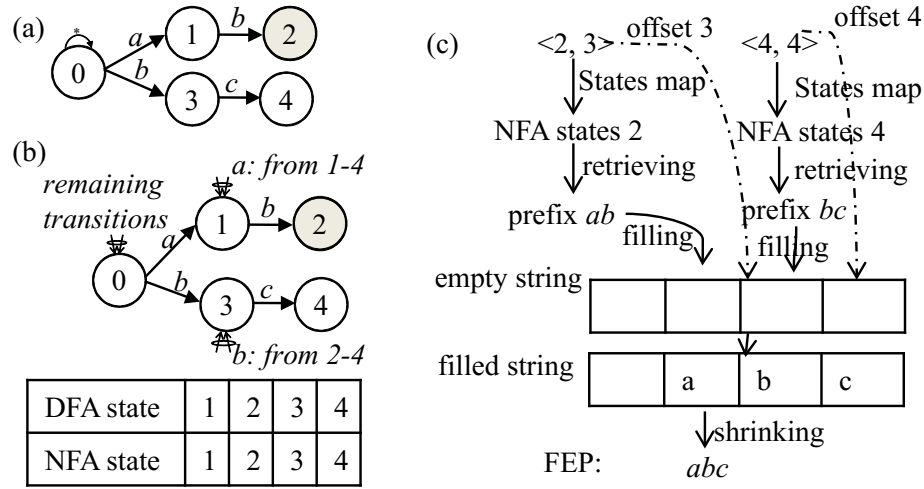 (a)
*
0
a
1
b
2
b
3
c
4
(b)
remaining
transitions
a: from 1-4
0
a
1
b
2
b
3
c
4
b: from 2-4
DFA state 1 2 3 4
NFA state 1 2 3 4
(c)
<2, 3> offset 3 <4, 4> offset 4
States map States map
NFA states 2 NFA states 4
retrieving retrieving
prefix ab prefix bc
filling filling
empty string
filled string a b c
shrinking
FEP: abc